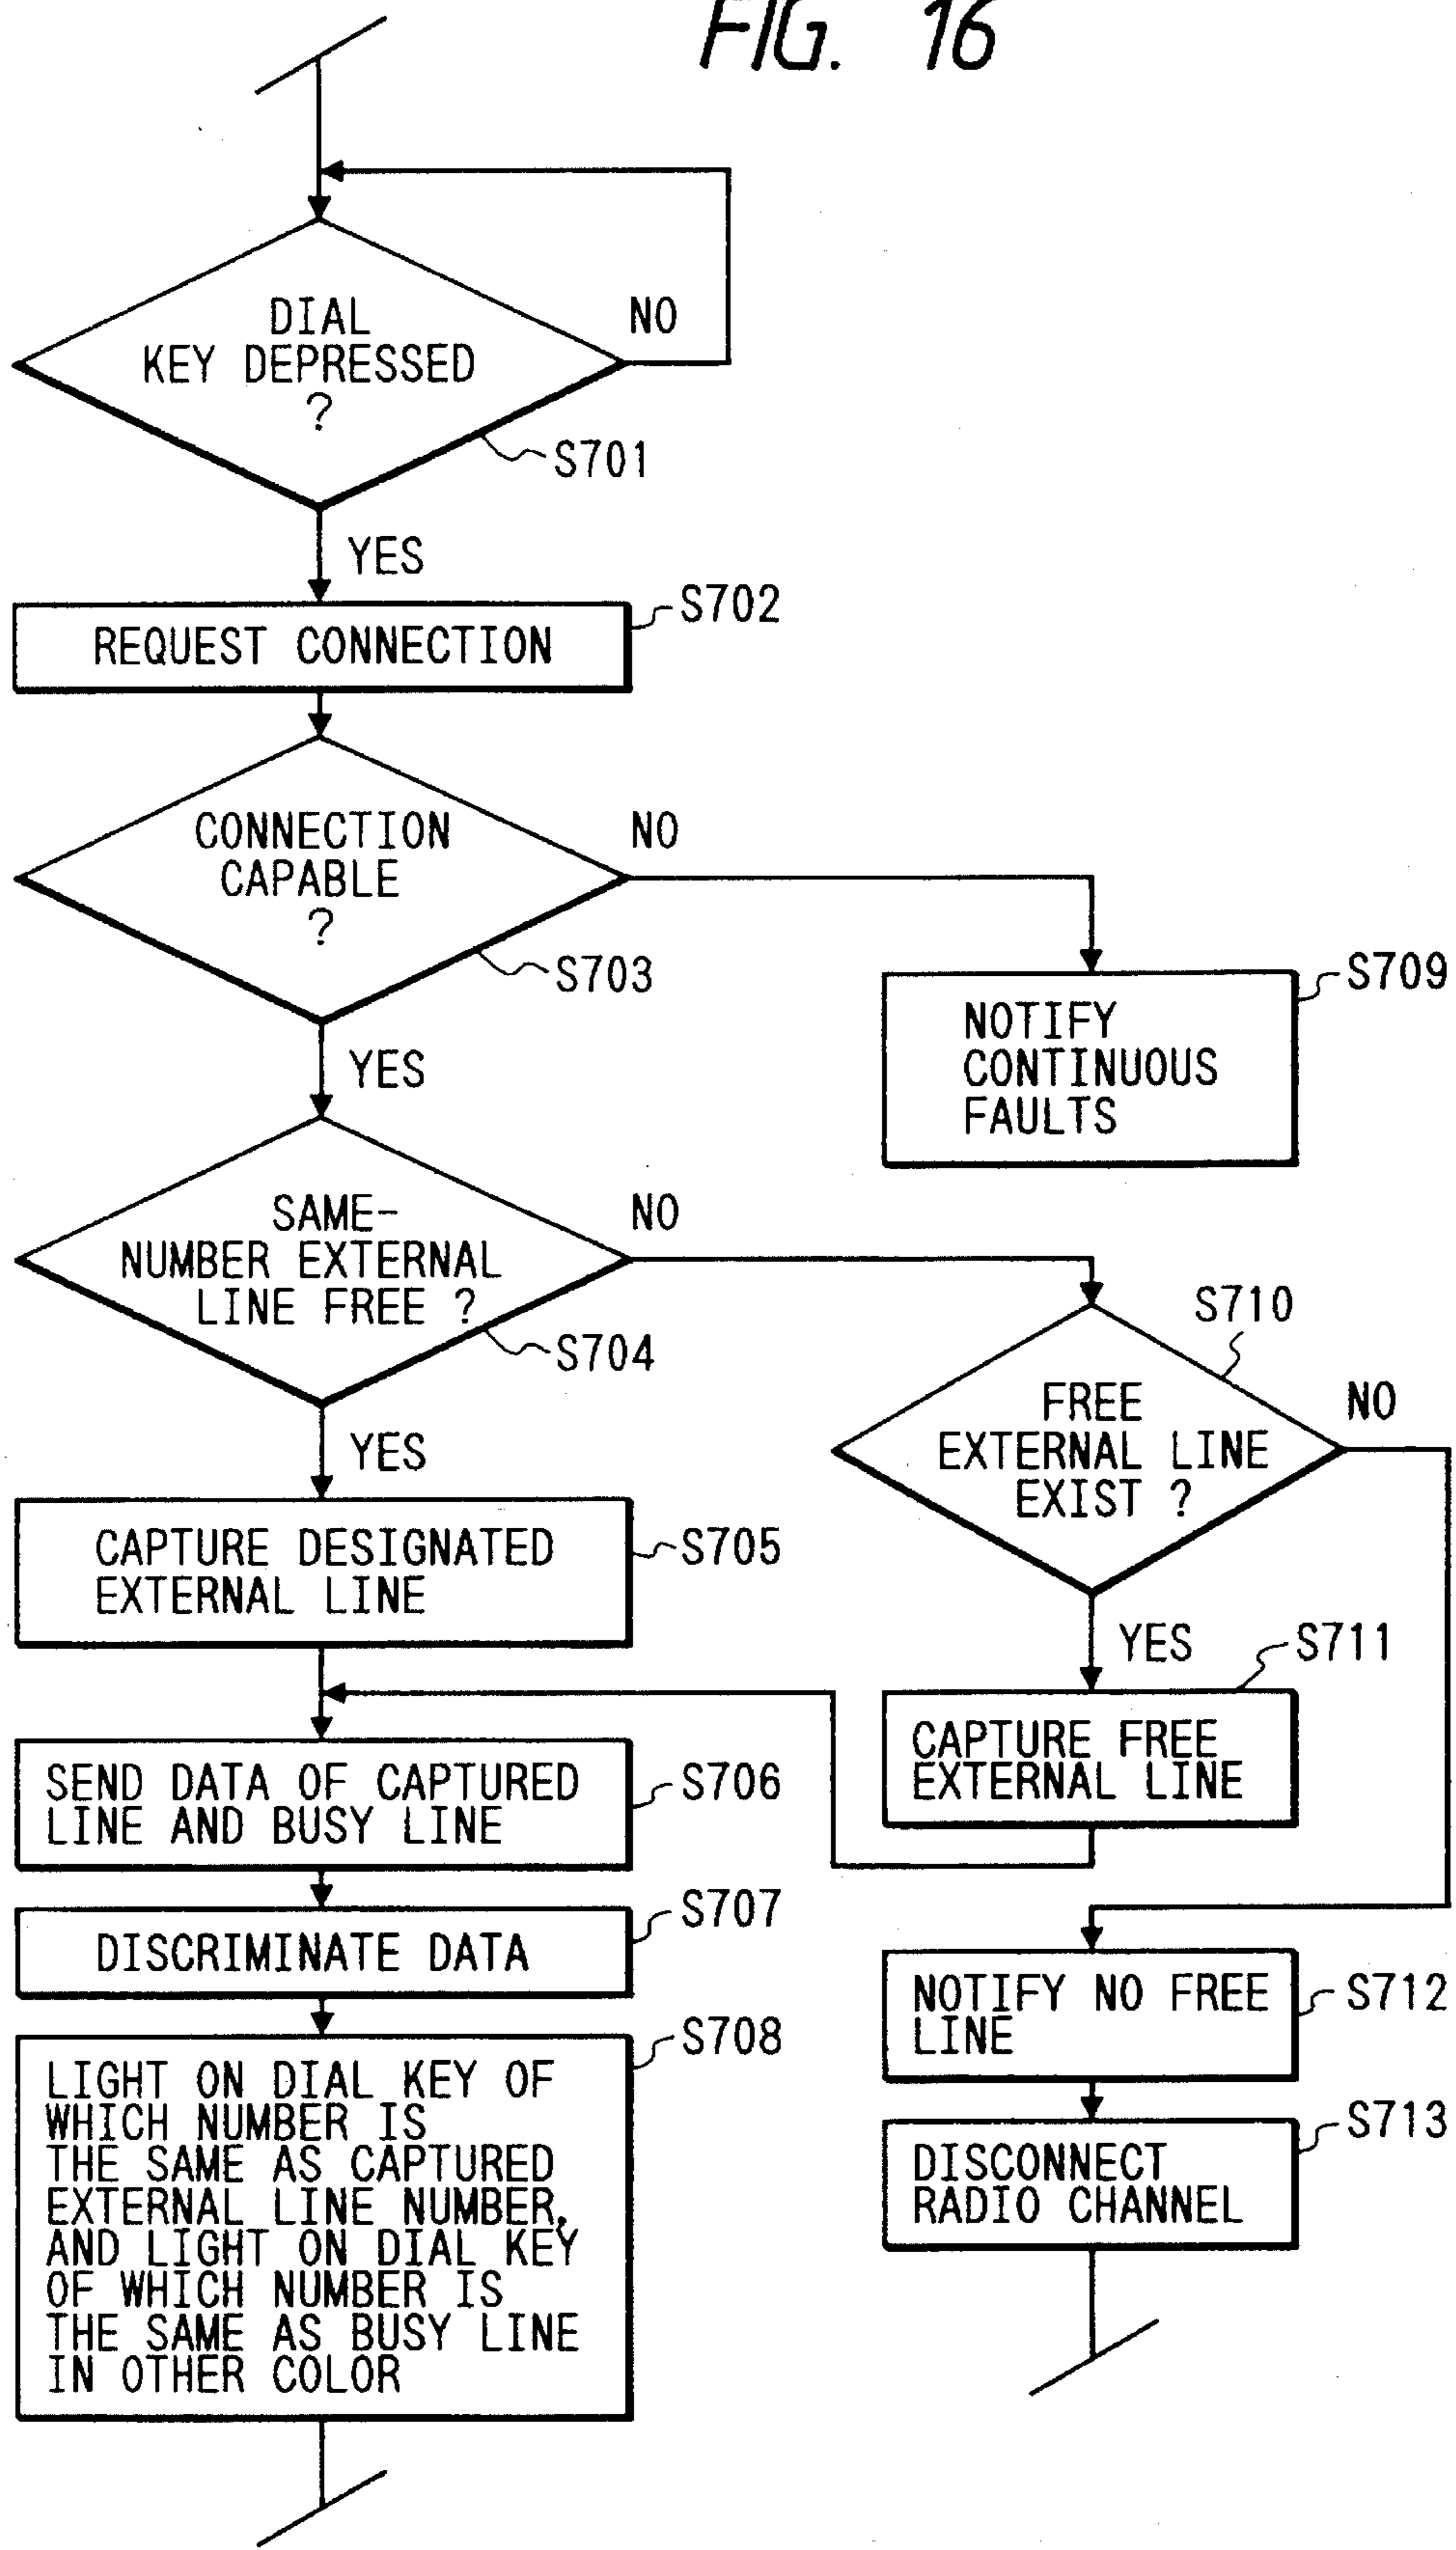 FIG. 16
DIAL
KEY DEPRESSED
?
NO
S701
YES
S702
REQUEST CONNECTION
CONNECTION
CAPABLE
?
NO
S703
YES
S709
NOTIFY
CONTINUOUS
FAULTS
SAME-
NUMBER EXTERNAL
LINE FREE ?
NO
S704
YES
S710
FREE
EXTERNAL LINE
EXIST ?
NO
YES
CAPTURE DESIGNATED
EXTERNAL LINE
S705
S711
CAPTURE FREE
EXTERNAL LINE
SEND DATA OF CAPTURED
LINE AND BUSY LINE
S706
S707
DISCRIMINATE DATA
S712
NOTIFY NO FREE
LINE
S708
LIGHT ON DIAL KEY OF
WHICH NUMBER IS
THE SAME AS CAPTURED
EXTERNAL LINE NUMBER,
AND LIGHT ON DIAL KEY
OF WHICH NUMBER IS
THE SAME AS BUSY LINE
IN OTHER COLOR
S713
DISCONNECT
RADIO CHANNEL